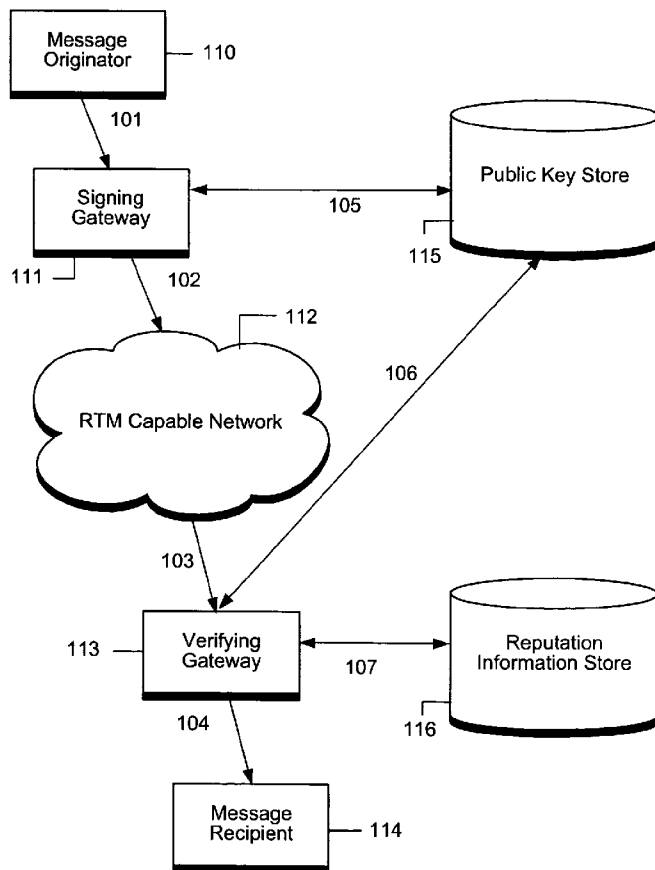 Message
Originator
110
101
Public Key Store
Signing
Gateway
105
115
111
102
112
106
RTM Capable Network
103
113
Verifying
Gateway
Reputation
Information Store
107
104
116
Message
Recipient
114